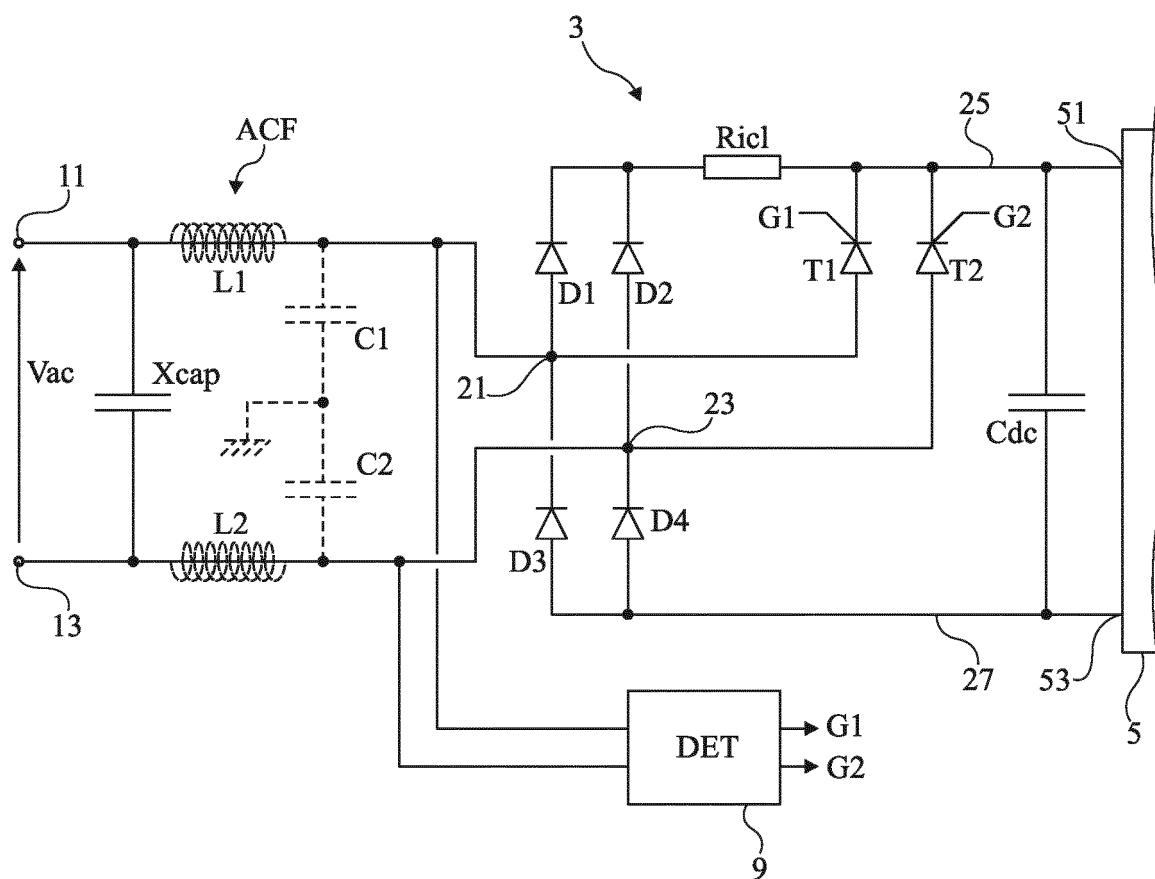 3
ACF
Ricl
25
51
11
G1
G2
L1
D1
D2
T1
T2
C1
Vac
Xcap
21
23
Cdc
C2
L2
D4
D3
13
27
53
5
DET
G1
G2
9